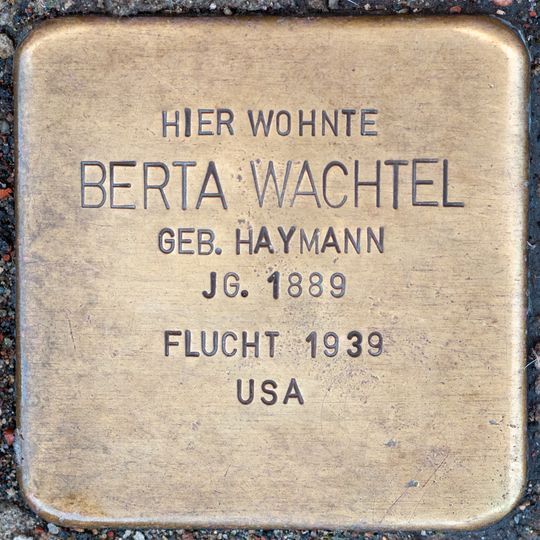 HIER WOHNTE
BERTA WACHTEL
GEB. HAYMANN
JG. 1889
FLUCHT 1939
USA